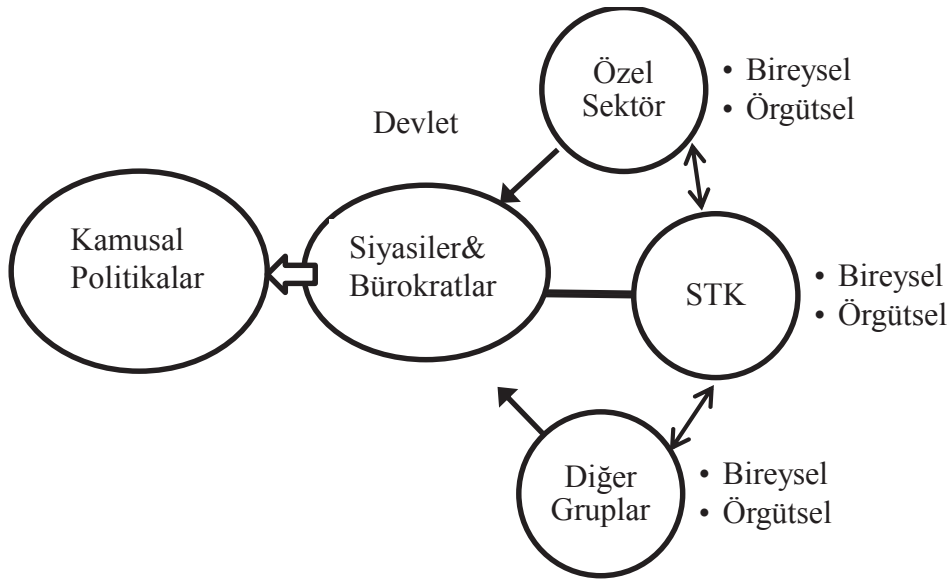 Özel
Sektör
• Bireysel
• Örgütsel
Devlet
Kamusal
Politikalar
Siyasiler&
Bürokratlar
STK
• Bireysel
• Örgütsel
Diğer
Gruplar
• Bireysel
• Örgütsel